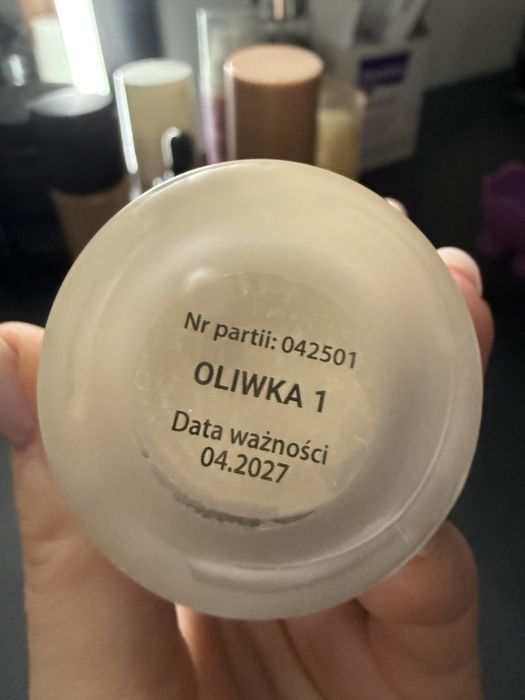 Nr partii: 042501
OLIWKA 1
Data ważności
04.2027